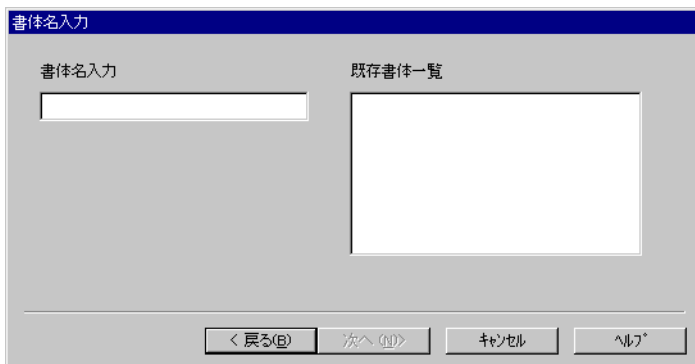 書体名入力
書体名入力
既存書体一覧
< 戻る(B)
次へ (N)>
ｷｬﾝｾﾙ
ﾍﾙﾌﾟ